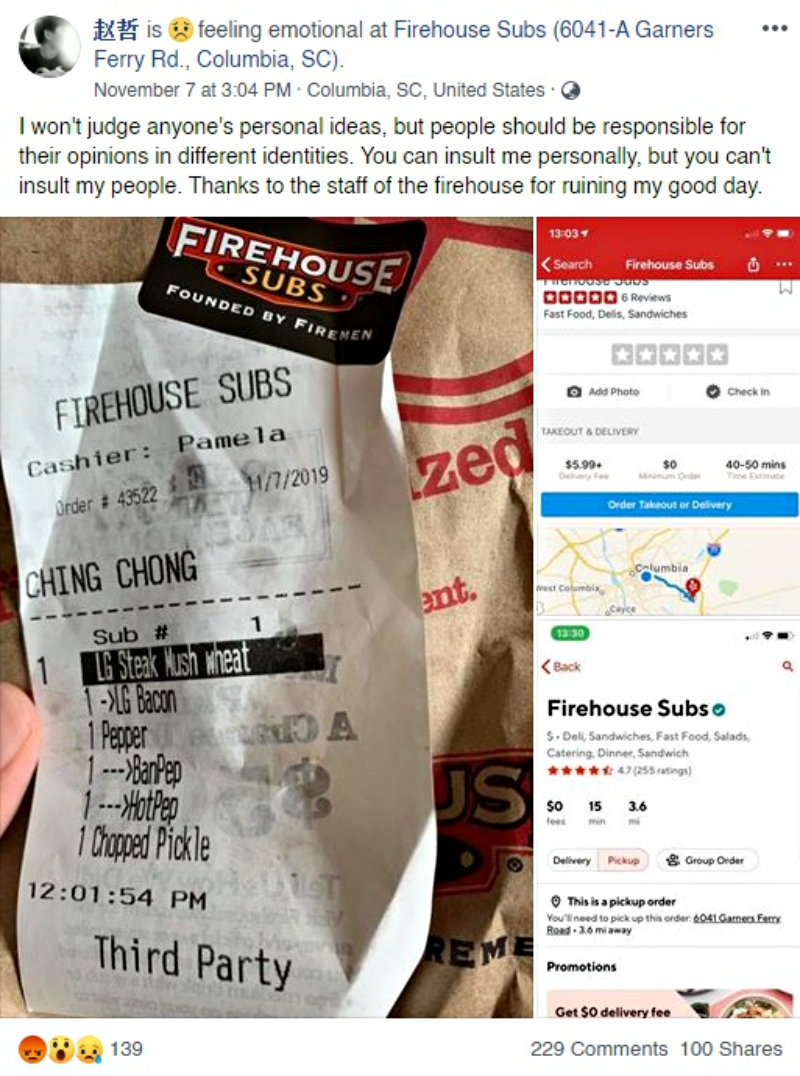 赵哲 is feeling emotional at Firehouse Subs (6041-A Garners
Ferry Rd., Columbia, SC).
November 7 at 3:04 PM · Columbia, SC, United States ·
I won't judge anyone's personal ideas, but people should be responsible for
their opinions in different identities. You can insult me personally, but you can't
insult my people. Thanks to the staff of the firehouse for ruining my good day.
FIREHOUSE
SUBS
FOUNDED BY FIREMEN
FIREHOUSE SUBS
Cashier: Pamela
Order # 43522 11/7/2019
CHING CHONG
Sub # 1
1 LG Steak Mush wheat
1 ->LG Bacon
1 Pepper
1 --->BanPep
1 --->HotPep
1 Chopped Pickle
12:01:54 PM
Third Party
zed
ent.
US
REME
13:03
Search Firehouse Subs
Firehouse Subs
6 Reviews
Fast Food, Delis, Sandwiches
Add Photo Check in
TAKEOUT & DELIVERY
$5.99+ $0 40-50 mins
Delivery Fee Minimum Order Time Estimate
Order Takeout or Delivery
77
Columbia
West Columbia
Cayce
13:30
Back
Firehouse Subs
$ • Deli, Sandwiches, Fast Food, Salads,
Catering, Dinner, Sandwich
4.7 (255 ratings)
$0 15 3.6
fees min mi
Delivery Pickup Group Order
This is a pickup order
You'll need to pick up this order: 6041 Garners Ferry
Road • 3.6 mi away
Promotions
Get $0 delivery fee
139 229 Comments 100 Shares